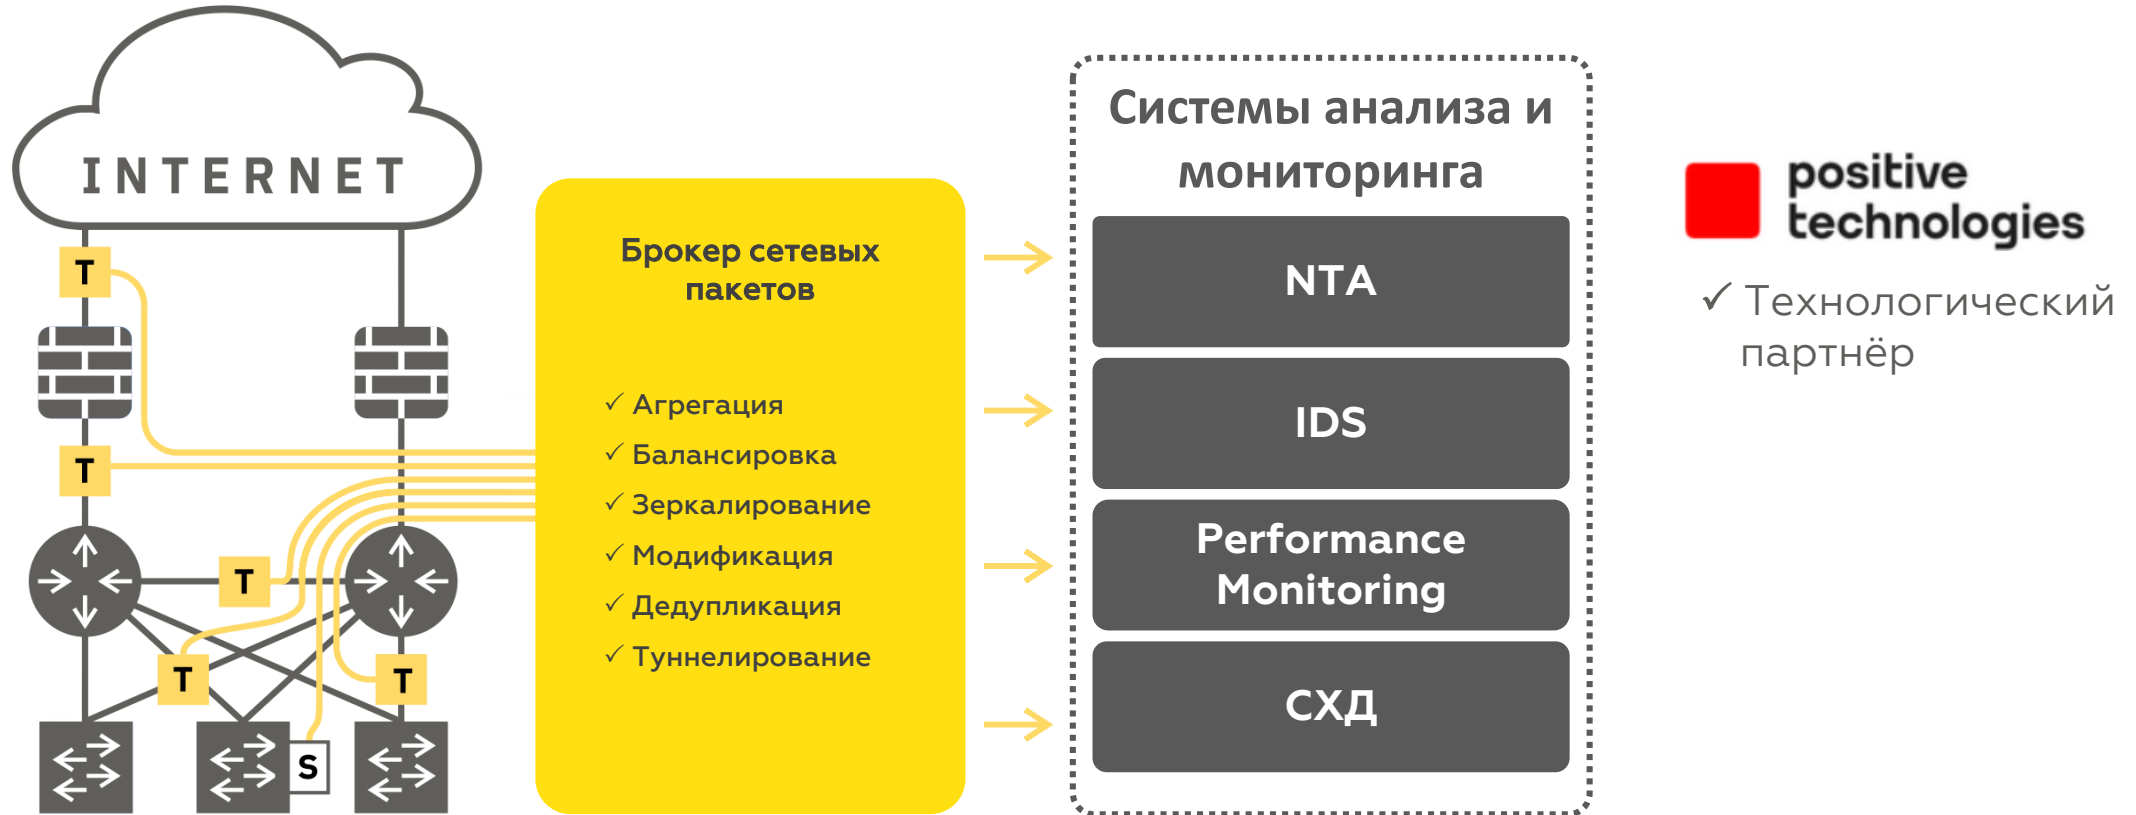 INTERNET
T
T
T
T
T
S
Брокер сетевых
пакетов
✓ Агрегация
✓ Балансировка
✓ Зеркалирование
✓ Модификация
✓ Дедупликация
✓ Туннелирование
Системы анализа и
мониторинга
NTA
IDS
Performance
Monitoring
СХД
positive
technologies
✓ Технологический
партнёр